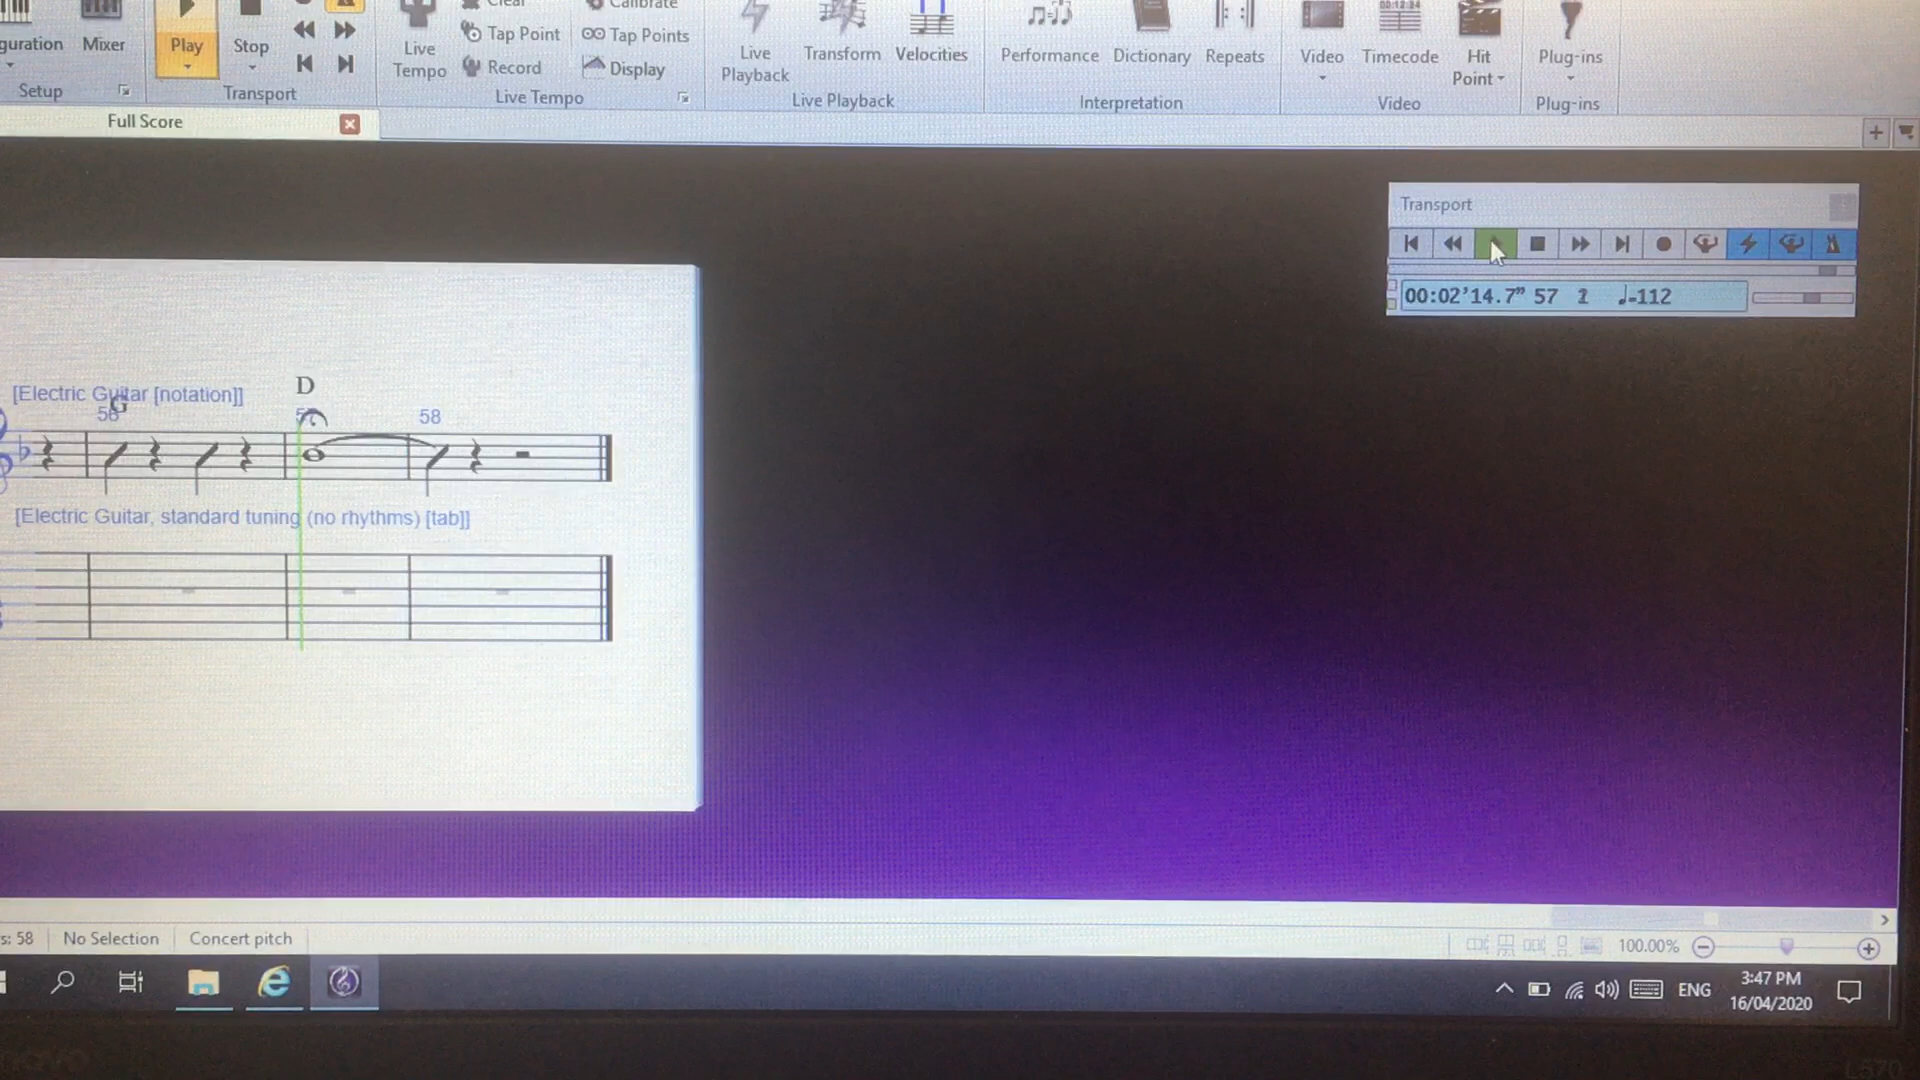 Clear Calibrate
guration Mixer Play Stop Live Tempo Tap Point Tap Points Live Playback Transform Velocities Performance Dictionary Repeats Video Timecode Hit Point Plug-ins
Record Display
Setup Transport Live Tempo Live Playback Interpretation Video Plug-ins
Full Score
Transport
00:02'14.7" 57 ♩=112
D
[Electric Guitar [notation]]
G
58
[Electric Guitar, standard tuning (no rhythms) [tab]]
s: 58 No Selection Concert pitch 100.00%
ENG 3:47 PM
16/04/2020
L570